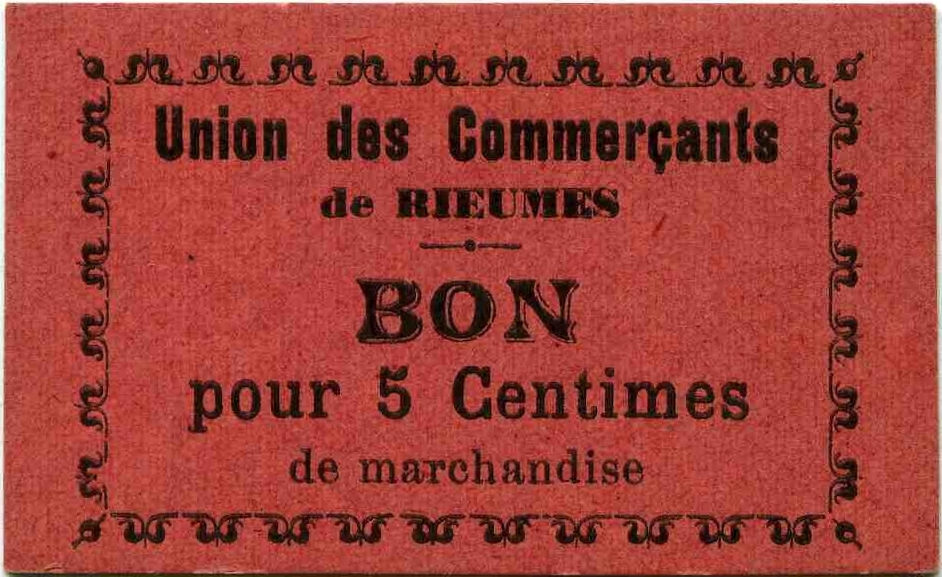 Union des Commerçants
de RIEUMES
BON
pour 5 Centimes
de marchandise